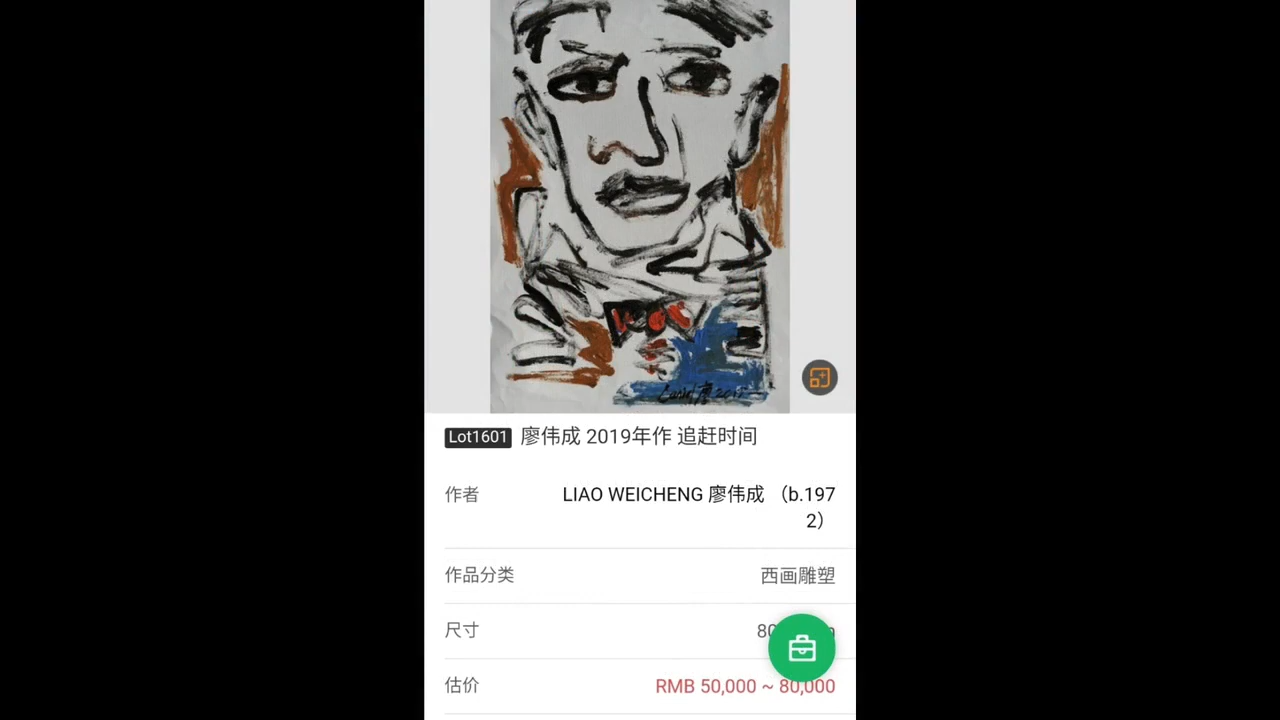 Lot1601 廖伟成 2019年作 追赶时间
作者
LIAO WEICHENG 廖伟成 （b.197
2）
作品分类 西画雕塑
尺寸 80
估价 RMB 50,000 ~ 80,000